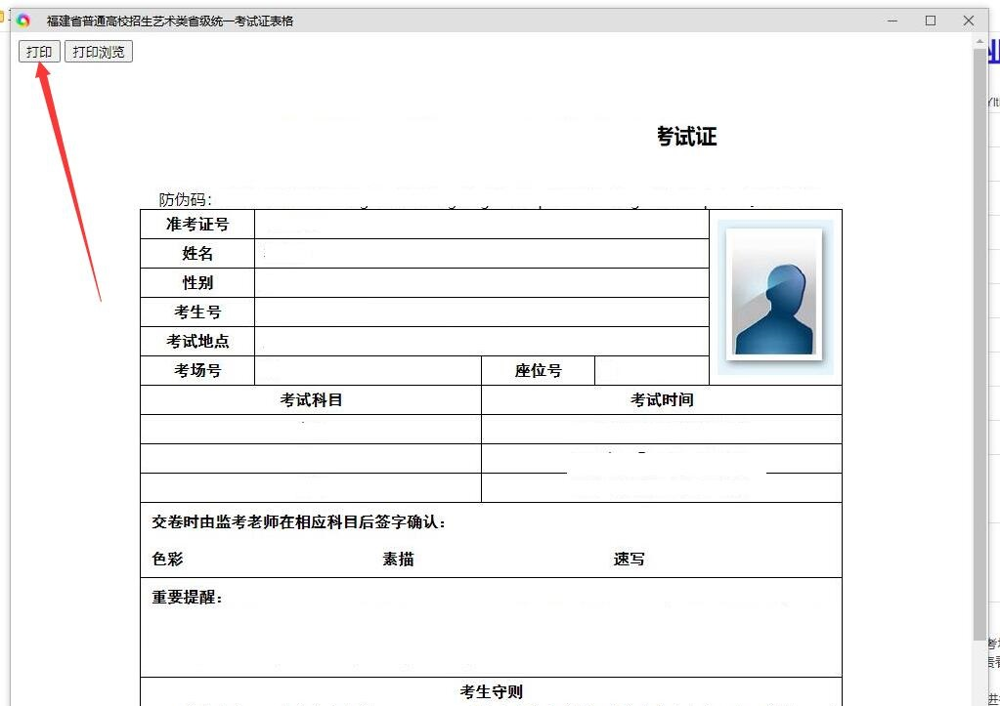 福建省普通高校招生艺术类省级统一考试证表格
打印 打印浏览
考试证
防伪码：
准考证号
姓名
性别
考生号
考试地点
考场号 座位号
考试科目 考试时间
交卷时由监考老师在相应科目后签字确认：
色彩 素描 速写
重要提醒：
考生守则